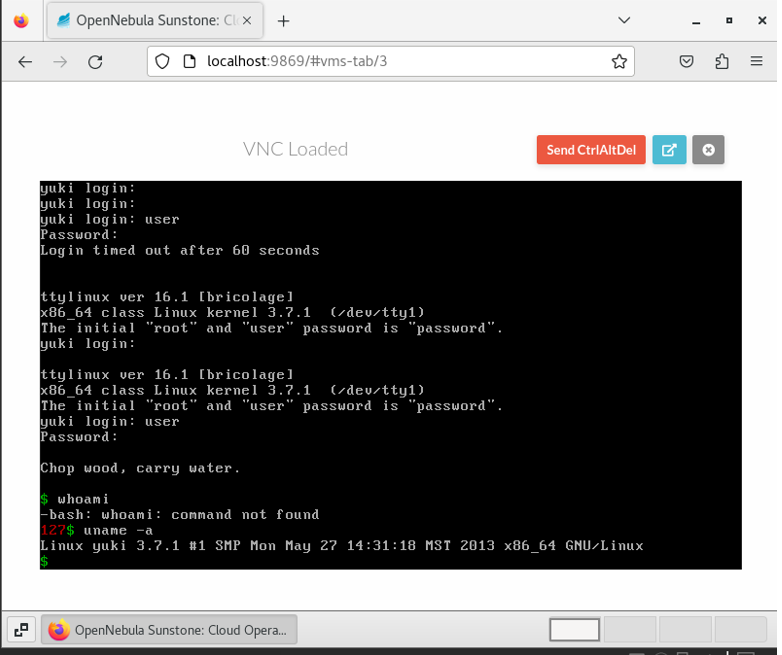 OpenNebula Sunstone: Cl
localhost:9869/#vms-tab/3
VNC Loaded
Send CtrlAltDel
yuki login:
yuki login:
yuki login: user
Password:
Login timed out after 60 seconds
ttylinux ver 16.1 [bricolage]
x86_64 class Linux kernel 3.7.1  (/dev/tty1)
The initial "root" and "user" password is "password".
yuki login:
ttylinux ver 16.1 [bricolage]
x86_64 class Linux kernel 3.7.1  (/dev/tty1)
The initial "root" and "user" password is "password".
yuki login: user
Password:
Chop wood, carry water.
$ whoami
-bash: whoami: command not found
127$ uname -a
Linux yuki 3.7.1 #1 SMP Mon May 27 14:31:18 MST 2013 x86_64 GNU/Linux
$
OpenNebula Sunstone: Cloud Opera...